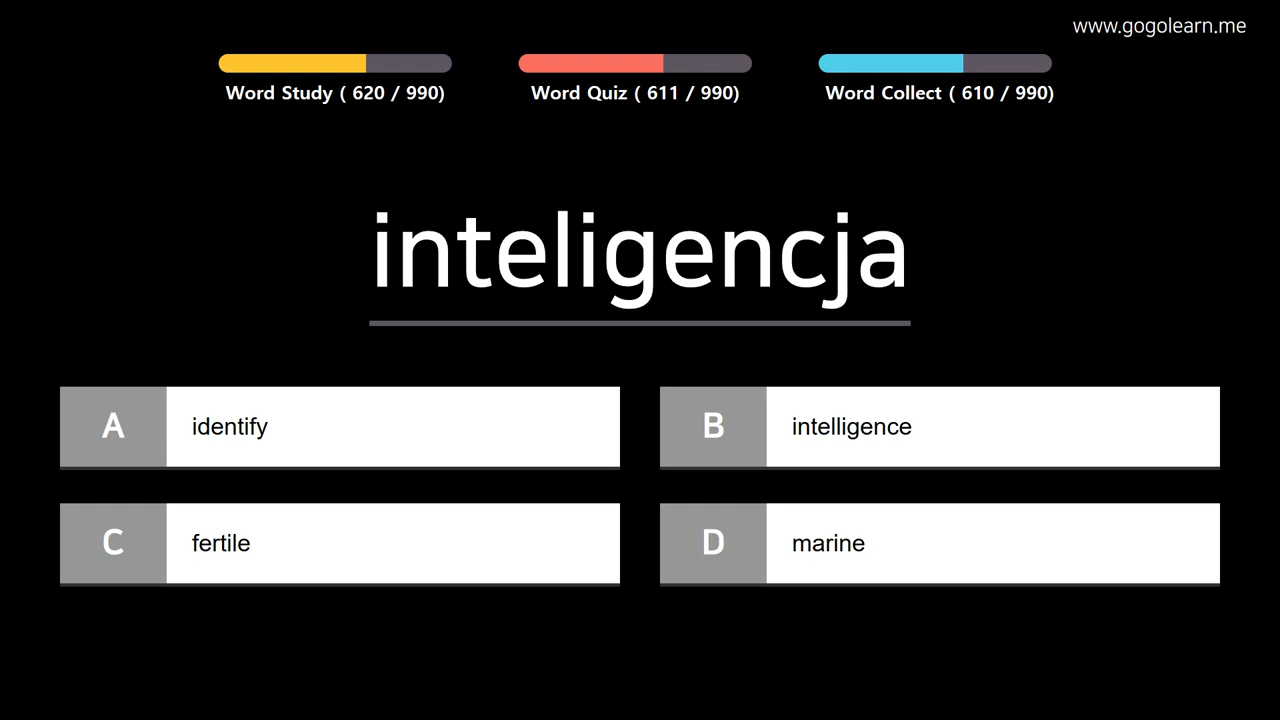 www.gogolearn.me
Word Study ( 620 / 990)
Word Quiz ( 611 / 990)
Word Collect ( 610 / 990)
inteligencja
A identify
B intelligence
C fertile
D marine